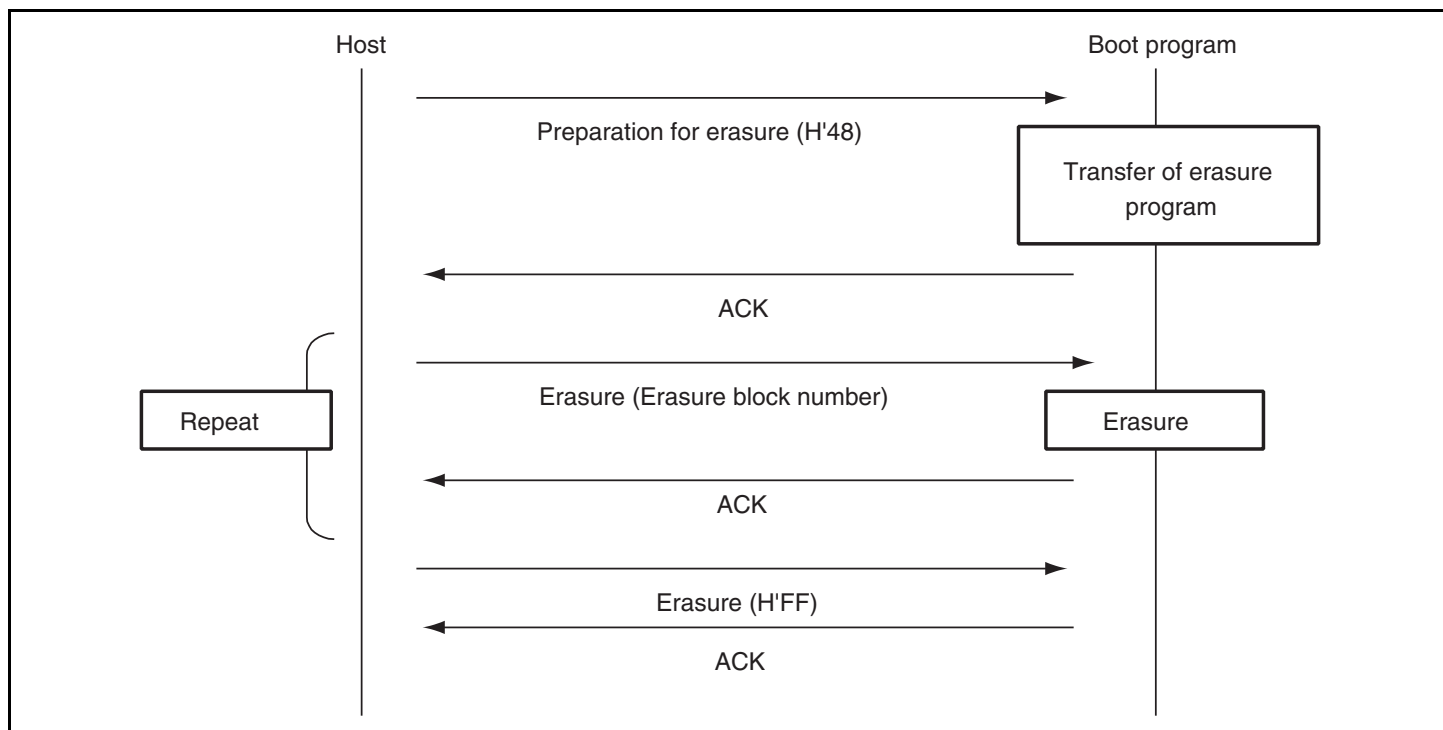 Host
Boot program
Preparation for erasure (H'48)
Transfer of erasure
program
ACK
Erasure (Erasure block number)
Repeat
Erasure
ACK
Erasure (H'FF)
ACK